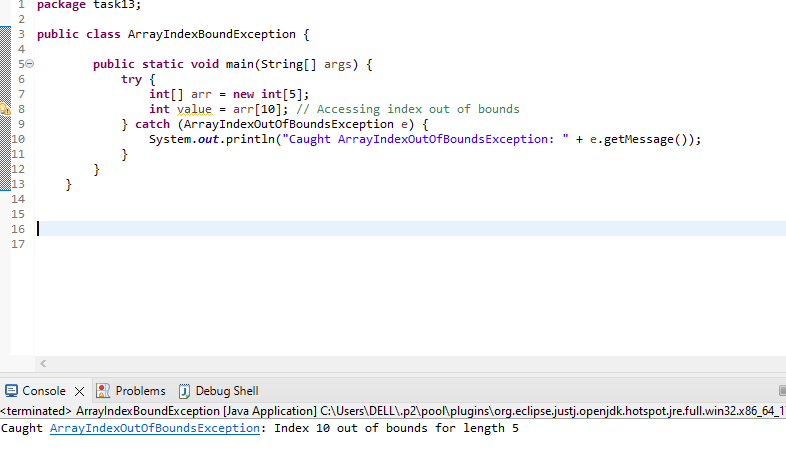 1 package task13;
2
3 public class ArrayIndexBoundException {
4
5 public static void main(String[] args) {
6 try {
7 int[] arr = new int[5];
8 int value = arr[10]; // Accessing index out of bounds
9 } catch (ArrayIndexOutOfBoundsException e) {
10 System.out.println("Caught ArrayIndexOutOfBoundsException: " + e.getMessage());
11 }
12 }
13 }
14
15
16
17
Console Problems Debug Shell
<terminated> ArrayIndexBoundException [Java Application] C:\Users\DELL\.p2\pool\plugins\org.eclipse.justj.openjdk.hotspot.jre.full.win32.x86_64_1
Caught ArrayIndexOutOfBoundsException: Index 10 out of bounds for length 5